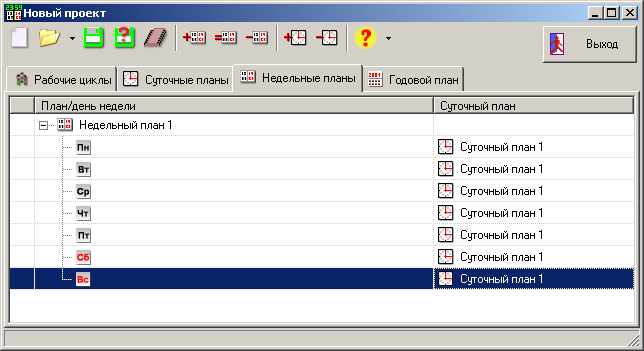 Новый проект
Выход
Рабочие циклы Суточные планы Недельные планы Годовой план
План/день недели Суточный план
Недельный план 1
Пн Суточный план 1
Вт Суточный план 1
Ср Суточный план 1
Чт Суточный план 1
Пт Суточный план 1
Сб Суточный план 1
Вс Суточный план 1